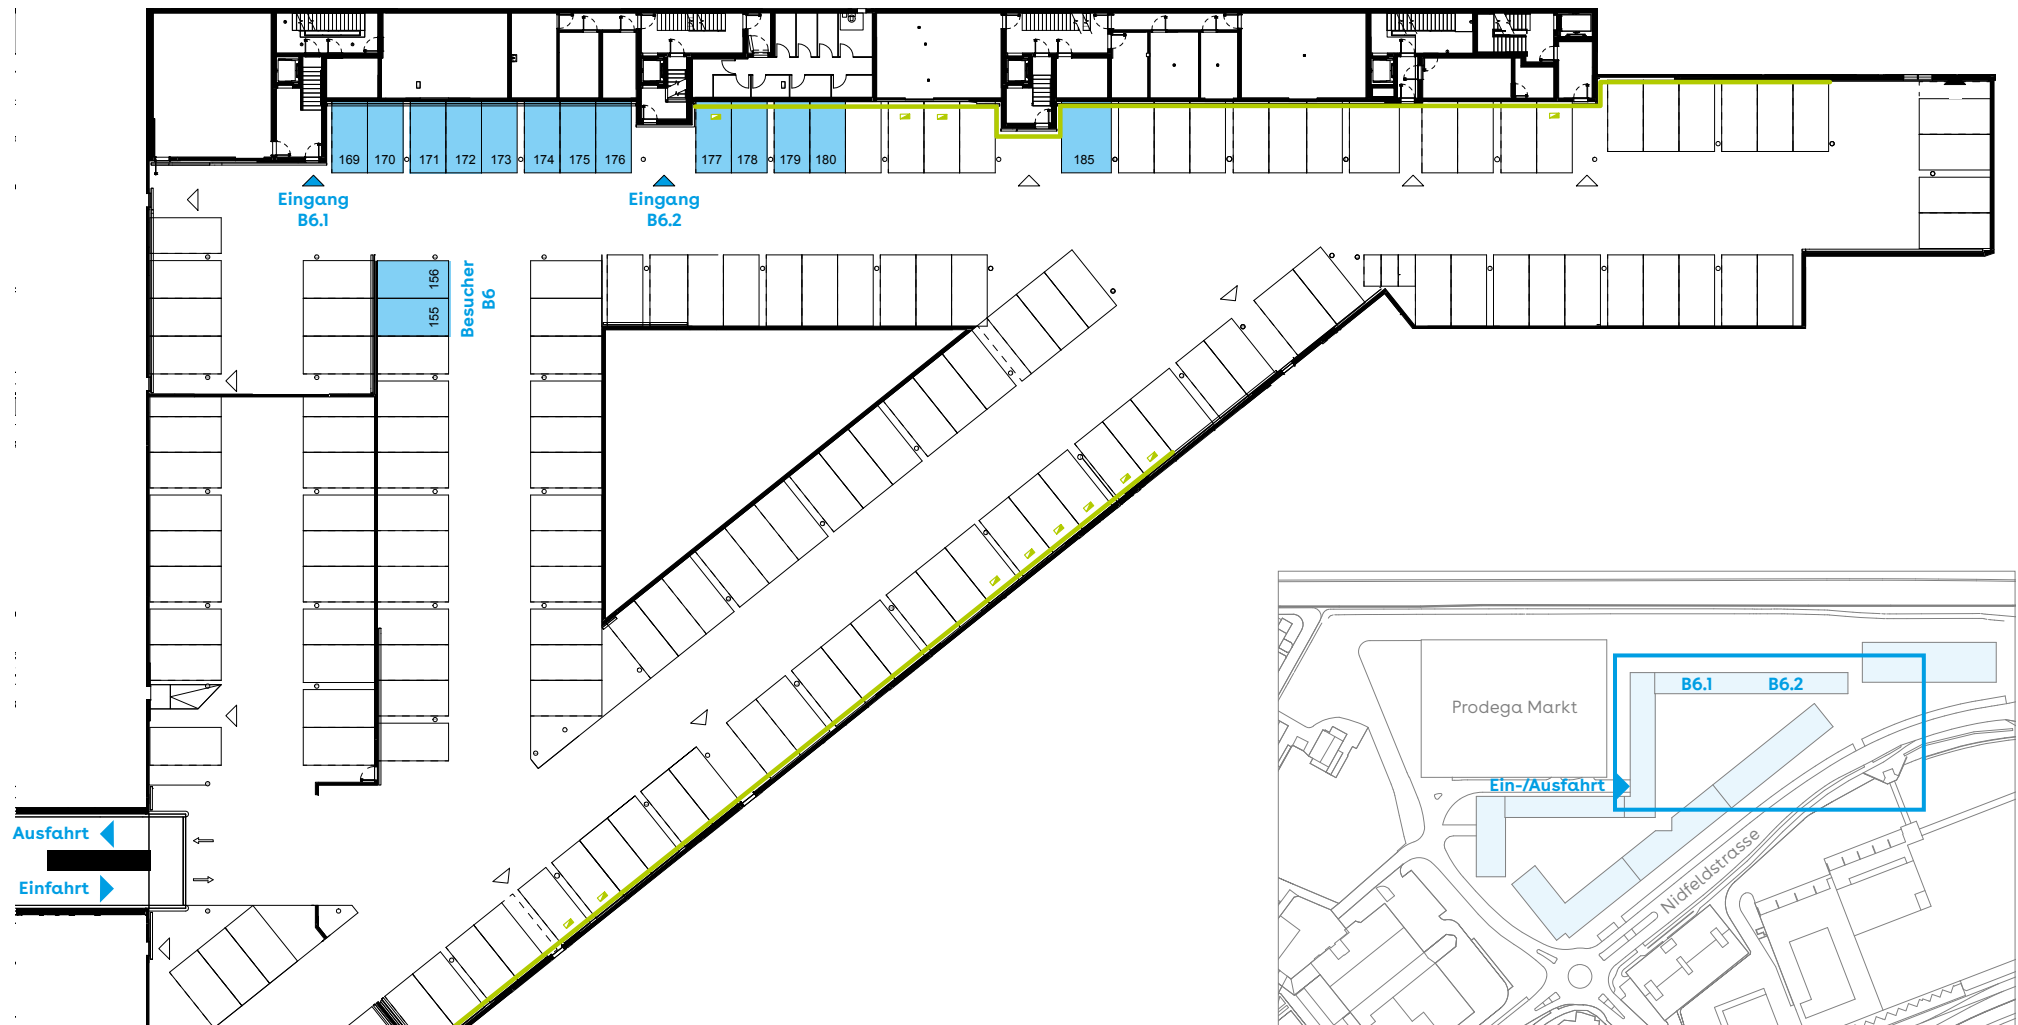 169 170 171 172 173 174 175 176 177 178 179 180 185
Eingang
B6.1
Eingang
B6.2
156
155
Besucher
B6
Ausfahrt
Einfahrt
B6.1 B6.2
Prodega Markt
Ein-/Ausfahrt
Nidfeldstrasse